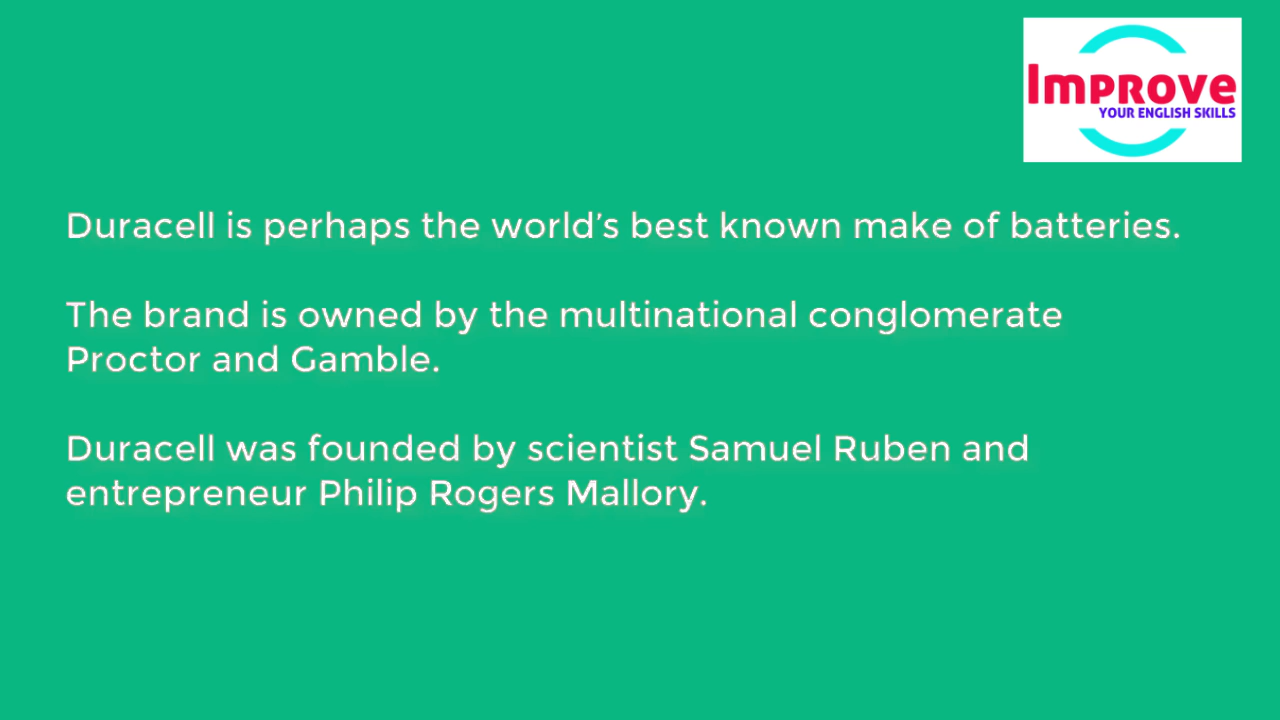 Improve
YOUR ENGLISH SKILLS
Duracell is perhaps the world’s best known make of batteries.
The brand is owned by the multinational conglomerate
Proctor and Gamble.
Duracell was founded by scientist Samuel Ruben and
entrepreneur Philip Rogers Mallory.